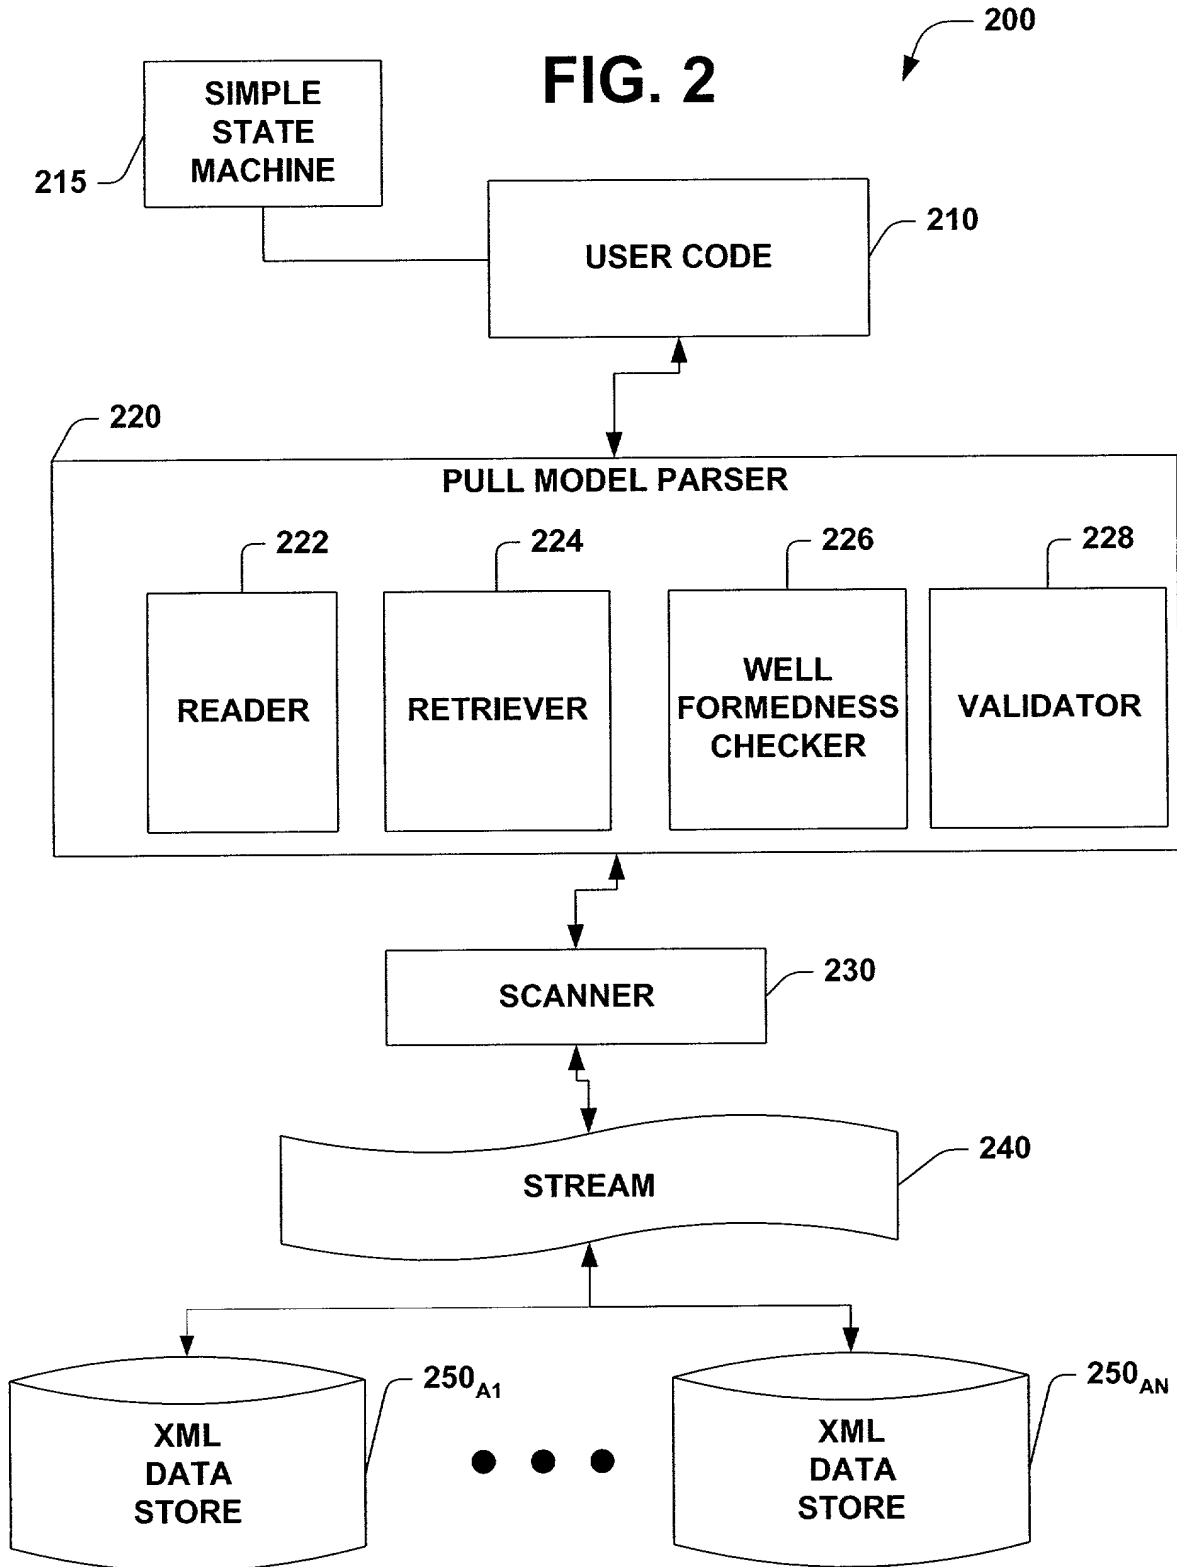 200
FIG. 2
SIMPLE
STATE
MACHINE
215
210
USER CODE
220
PULL MODEL PARSER
222
224
226
228
READER
RETRIEVER
WELL
FORMEDNESS
CHECKER
VALIDATOR
230
SCANNER
240
STREAM
250A1
XML
DATA
STORE
250AN
XML
DATA
STORE